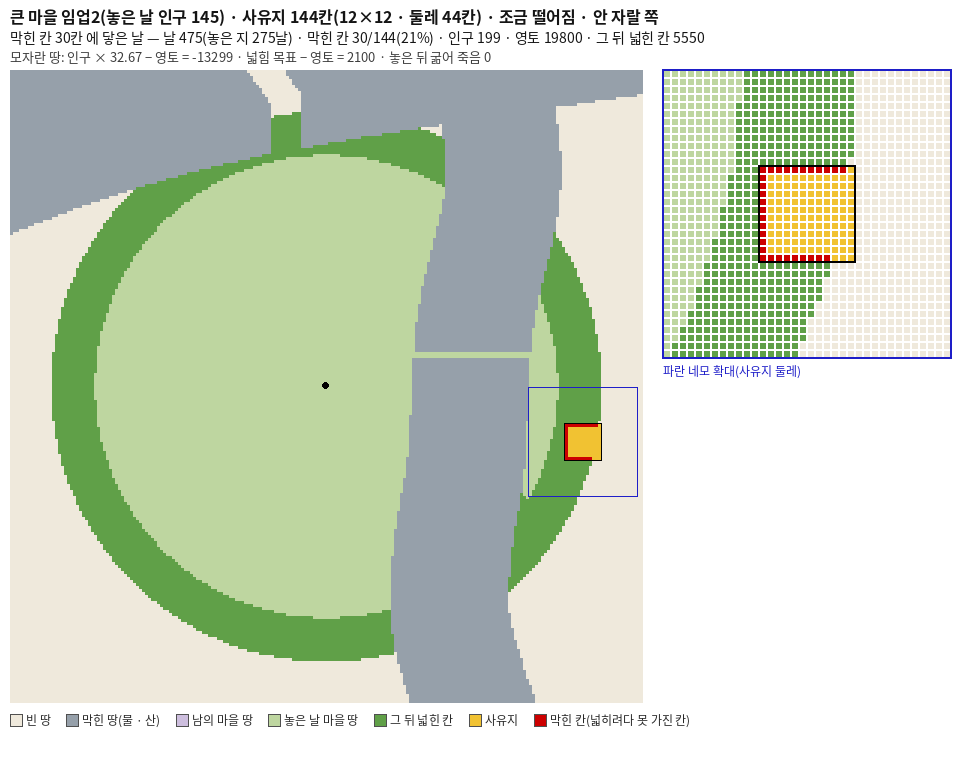 큰 마을 임업2(놓은 날 인구 145) · 사유지 144칸(12×12 · 둘레 44칸) · 조금 떨어짐 · 안 자랄 쪽
막힌 칸 30칸 에 닿은 날 — 날 475(놓은 지 275날) · 막힌 칸 30/144(21%) · 인구 199 · 영토 19800 · 그 뒤 넓힌 칸 5550
모자란 땅: 인구 × 32.67 − 영토 = -13299 · 넓힘 목표 − 영토 = 2100 · 놓은 뒤 굶어 죽음 0
파란 네모 확대(사유지 둘레)
빈 땅 막힌 땅(물 · 산) 남의 마을 땅 놓은 날 마을 땅 그 뒤 넓힌 칸 사유지 막힌 칸(넓히려다 못 가진 칸)